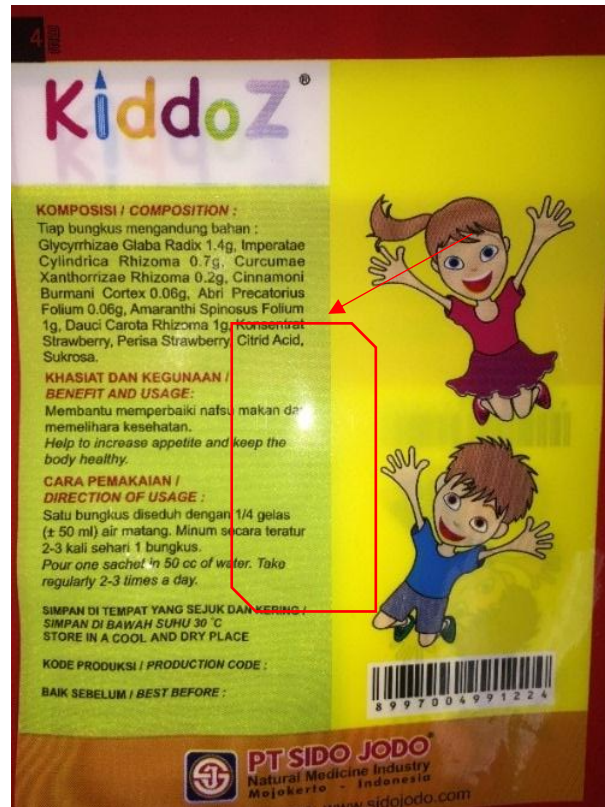 4
KiddoZ®
KOMPOSISI / COMPOSITION :
Tiap bungkus mengandung bahan :
Glycyrrhizae Glaba Radix 1.4g, Imperatae
Cylindrica Rhizoma 0.7g, Curcumae
Xanthorrizae Rhizoma 0.2g, Cinnamoni
Burmani Cortex 0.06g, Abri Precatorius
Folium 0.06g, Amaranthi Spinosus Folium
1g, Dauci Carota Rhizoma 1g, Konsentrat
Strawberry, Perisa Strawberry, Citrid Acid,
Sukrosa.
KHASIAT DAN KEGUNAAN /
BENEFIT AND USAGE:
Membantu memperbaiki nafsu makan dan
memelihara kesehatan.
Help to increase appetite and keep the
body healthy.
CARA PEMAKAIAN /
DIRECTION OF USAGE :
Satu bungkus diseduh dengan 1/4 gelas
(± 50 ml) air matang. Minum secara teratur
2-3 kali sehari 1 bungkus.
Pour one sachet in 50 cc of water. Take
regularly 2-3 times a day.
SIMPAN DI TEMPAT YANG SEJUK DAN KERING /
SIMPAN DI BAWAH SUHU 30 °C
STORE IN A COOL AND DRY PLACE
KODE PRODUKSI / PRODUCTION CODE :
BAIK SEBELUM / BEST BEFORE :
8997004991224
PT SIDO JODO®
Natural Medicine Industry
Mojokerto - Indonesia
www.sidojodo.com